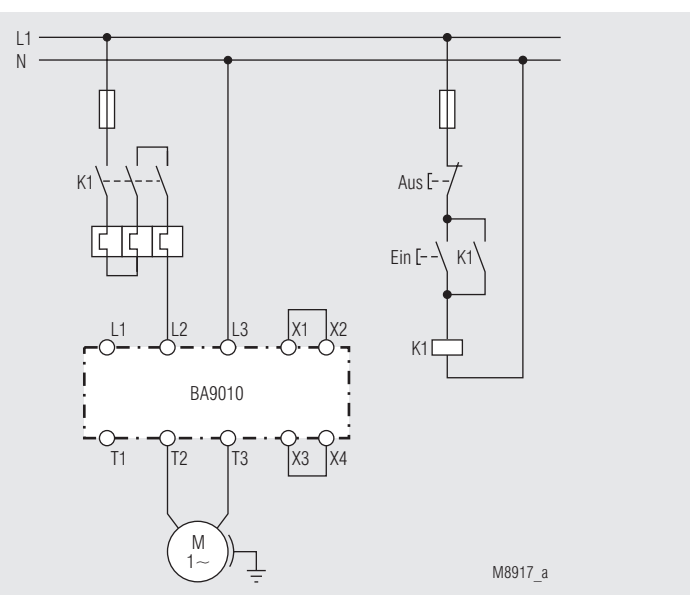 L1
N
K1
Aus
Ein K1
K1
L1 L2 L3 X1 X2
BA9010
T1 T2 T3 X3 X4
M
1~
M8917_a